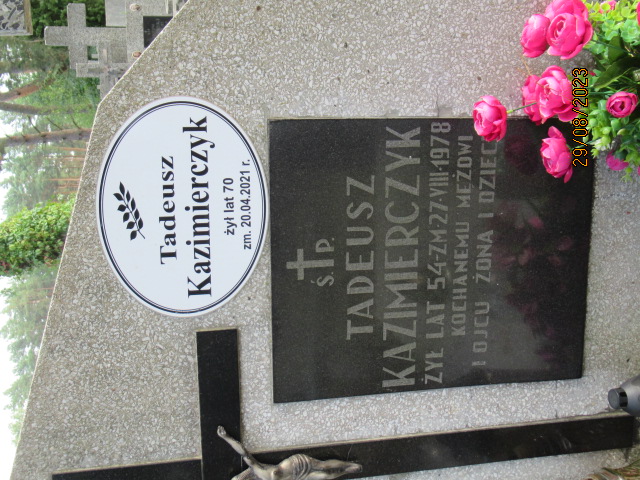 Tadeusz
Kazimierczyk
żył lat 70
zm. 20.04.2021 r.
Ś.†P.
TADEUSZ
KAZIMIERCZYK
ŻYŁ LAT 54-ZM-27-VIII-1978
KOCHANEMU MĘŻOWI
I OJCU ŻONA I DZIECI
29/08/2023